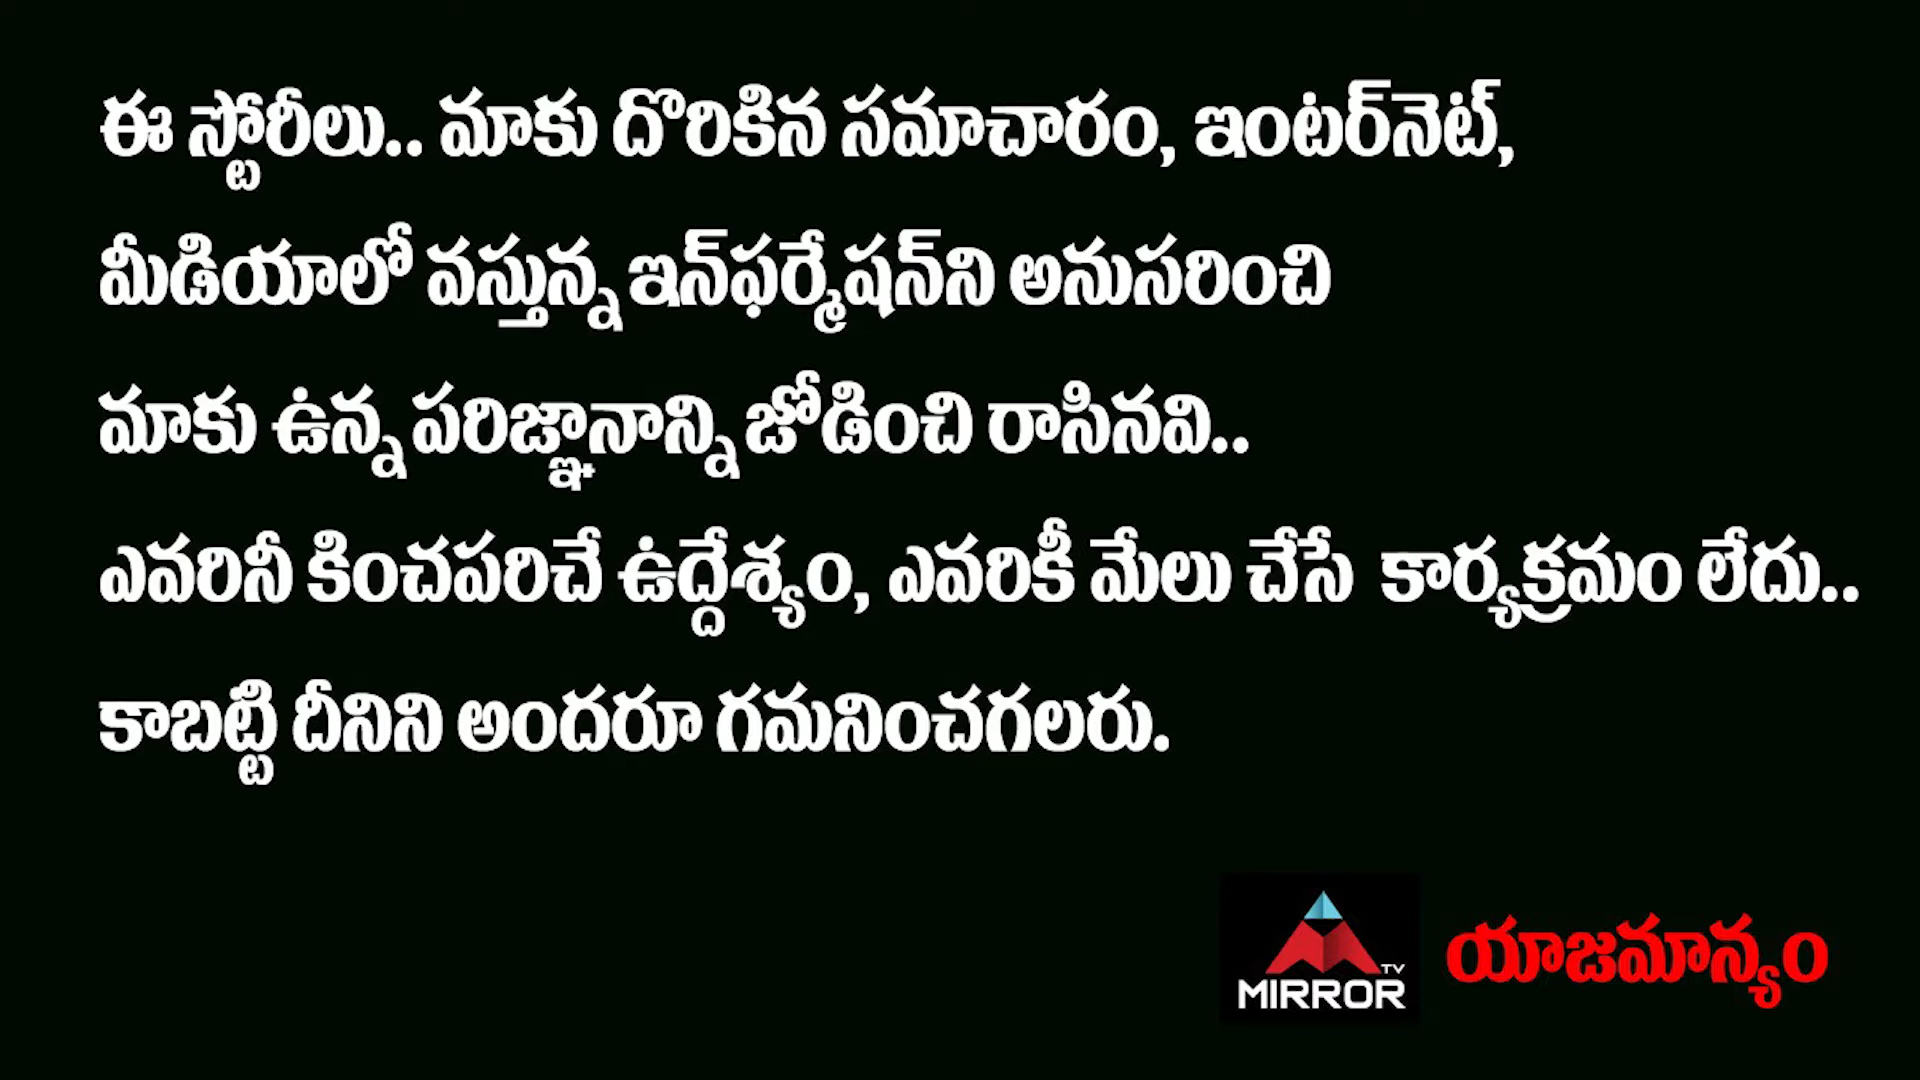 ఈ స్టోరీలు.. మాకు దొరికిన సమాచారం, ఇంటర్‌నెట్,
మీడియాలో వస్తున్న ఇన్‌ఫర్మేషన్‌ని అనుసరించి
మాకు ఉన్న పరిజ్ఞానాన్ని జోడించి రాసినవి..
ఎవరినీ కించపరిచే ఉద్దేశ్యం, ఎవరికీ మేలు చేసే కార్యక్రమం లేదు..
కాబట్టి దీనిని అందరూ గమనించగలరు.
TV
MIRROR
యాజమాన్యం